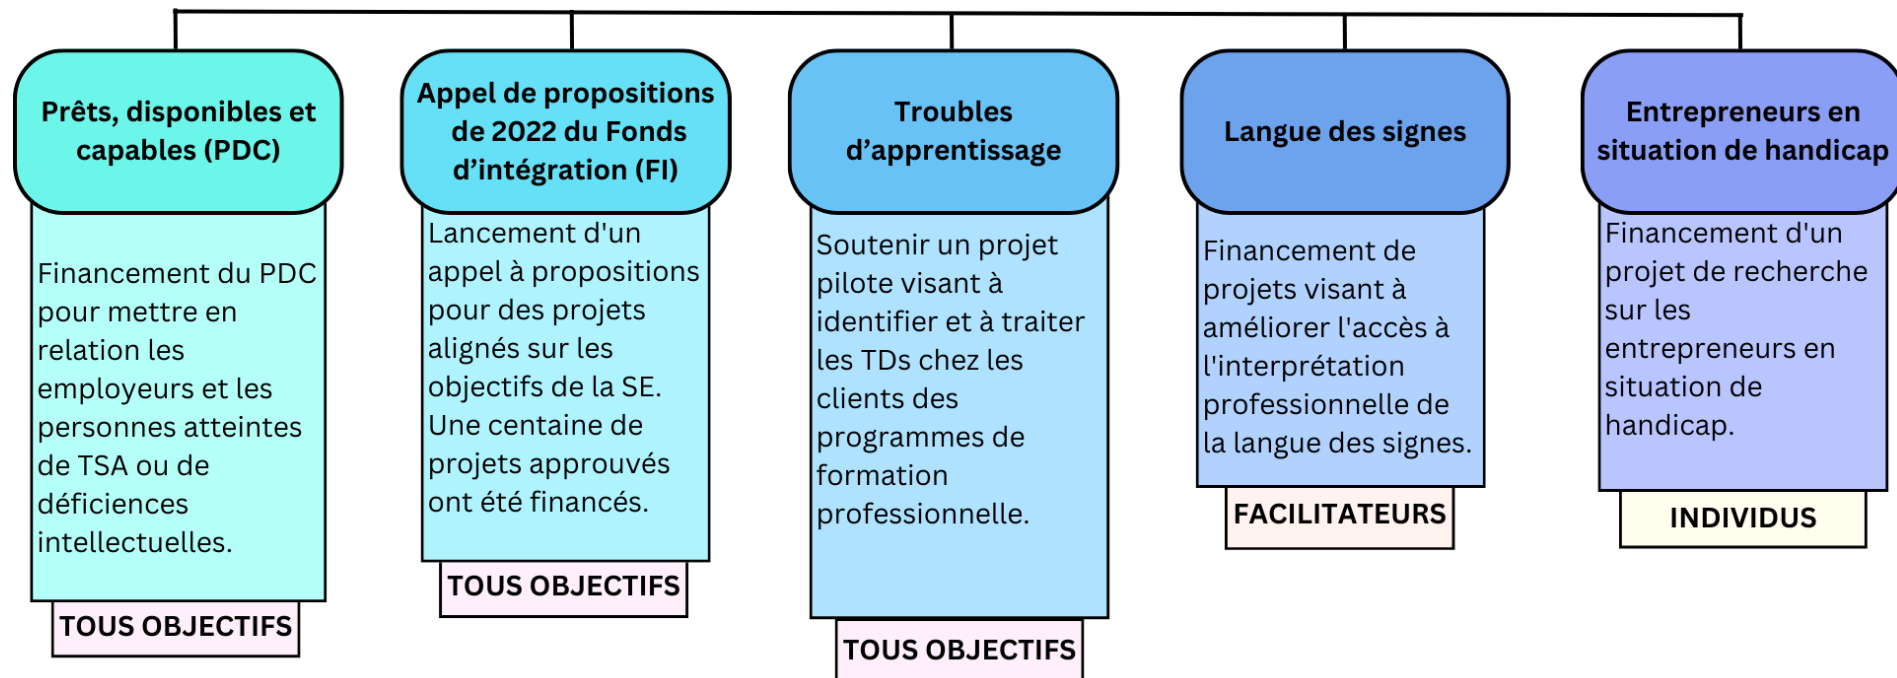 Prêts, disponibles et
capables (PDC)
Financement du PDC
pour mettre en
relation les
employeurs et les
personnes atteintes
de TSA ou de
déficiences
intellectuelles.
TOUS OBJECTIFS
Appel de propositions
de 2022 du Fonds
d’intégration (FI)
Lancement d'un
appel à propositions
pour des projets
alignés sur les
objectifs de la SE.
Une centaine de
projets approuvés
ont été financés.
TOUS OBJECTIFS
Troubles
d’apprentissage
Soutenir un projet
pilote visant à
identifier et à traiter
les TDs chez les
clients des
programmes de
formation
professionnelle.
TOUS OBJECTIFS
Langue des signes
Financement de
projets visant à
améliorer l'accès à
l'interprétation
professionnelle de
la langue des signes.
FACILITATEURS
Entrepreneurs en
situation de handicap
Financement d'un
projet de recherche
sur les
entrepreneurs en
situation de
handicap.
INDIVIDUS